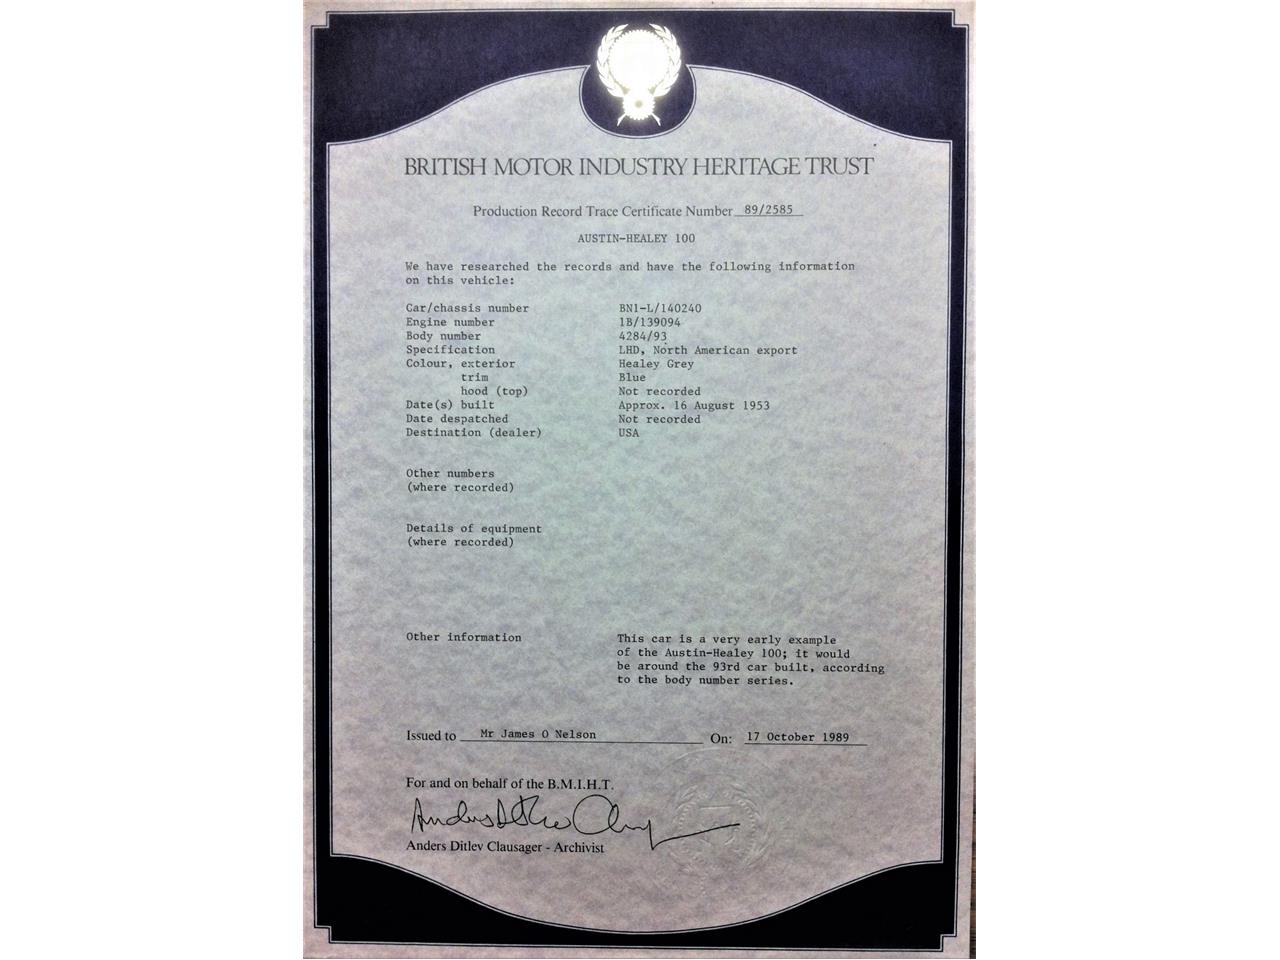 BRITISH MOTOR INDUSTRY HERITAGE TRUST
Production Record Trace Certificate Number 89/2585
AUSTIN-HEALEY 100
We have researched the records and have the following information
on this vehicle:
Car/chassis number BN1-L/140240
Engine number 1B/139094
Body number 4284/93
Specification LHD, North American export
Colour, exterior Healey Grey
trim Blue
hood (top) Not recorded
Date(s) built Approx. 16 August 1953
Date despatched Not recorded
Destination (dealer) USA
Other numbers
(where recorded)
Details of equipment
(where recorded)
Other information This car is a very early example
of the Austin-Healey 100; it would
be around the 93rd car built, according
to the body number series.
Issued to Mr James O Nelson On: 17 October 1989
For and on behalf of the B.M.I.H.T.
Anders Ditlev Clausager - Archivist